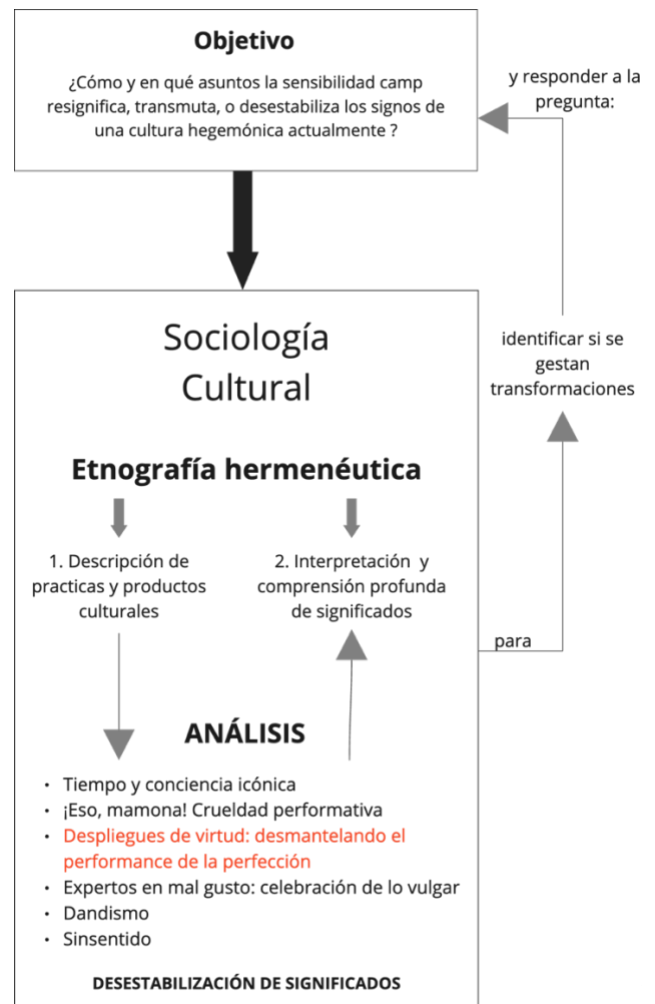 Objetivo
¿Cómo y en qué asuntos la sensibilidad camp
resignifica, transmuta, o desestabiliza los signos de
una cultura hegemónica actualmente ?
y responder a la
pregunta:
identificar si se
gestan
transformaciones
para
Sociología
Cultural
Etnografía hermenéutica
1. Descripción de
practicas y productos
culturales
2. Interpretación y
comprensión profunda
de significados
ANÁLISIS
• Tiempo y conciencia icónica
• ¡Eso, mamona! Crueldad performativa
• Despliegues de virtud: desmantelando el
performance de la perfección
• Expertos en mal gusto: celebración de lo vulgar
• Dandismo
• Sinsentido
DESESTABILIZACIÓN DE SIGNIFICADOS